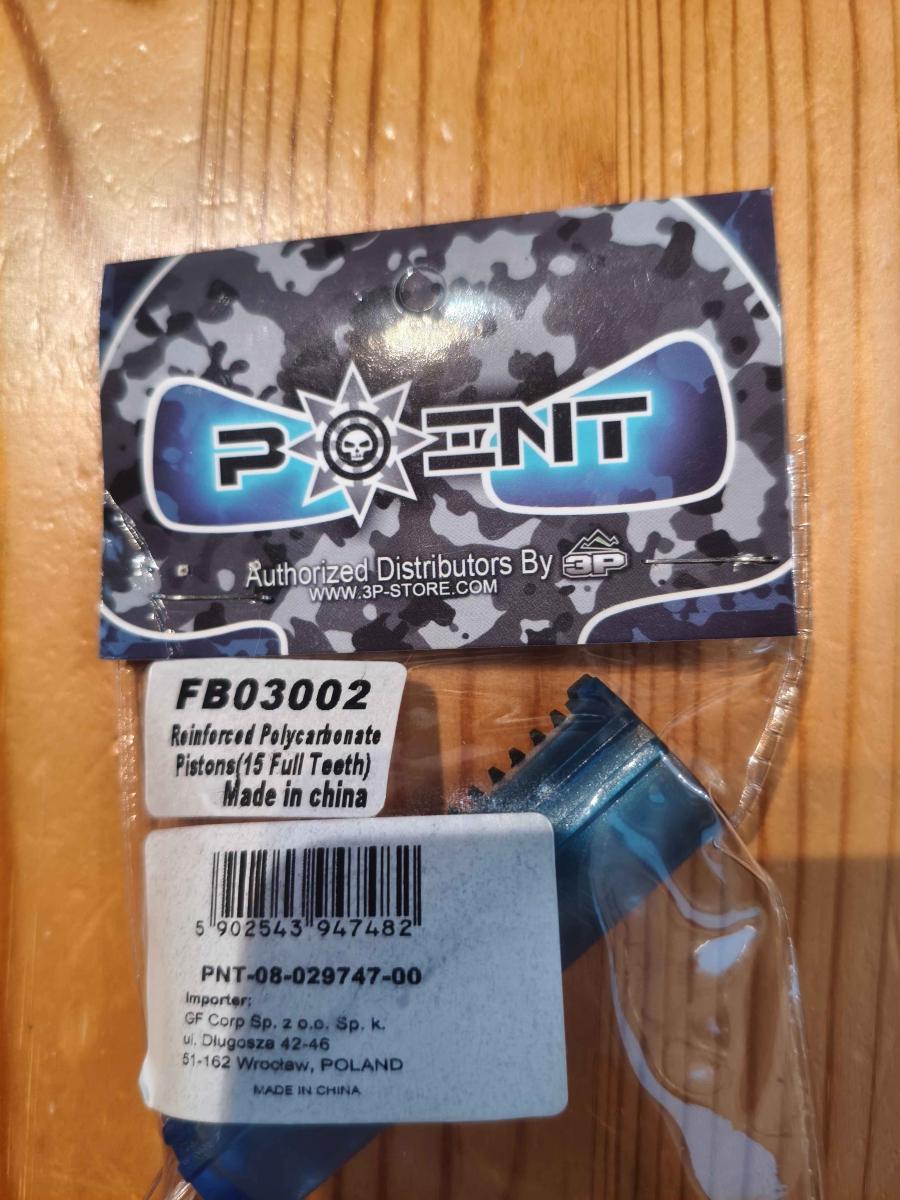 POINT
Authorized Distributors By 3P
WWW.3P-STORE.COM
FB03002
Reinforced Polycarbonate
Pistons(15 Full Teeth)
Made in china
5 902543 947482
PNT-08-029747-00
Importer:
GF Corp Sp. z o.o. Sp. k.
ul. Długosza 42-46
51-162 Wrocław, POLAND
MADE IN CHINA